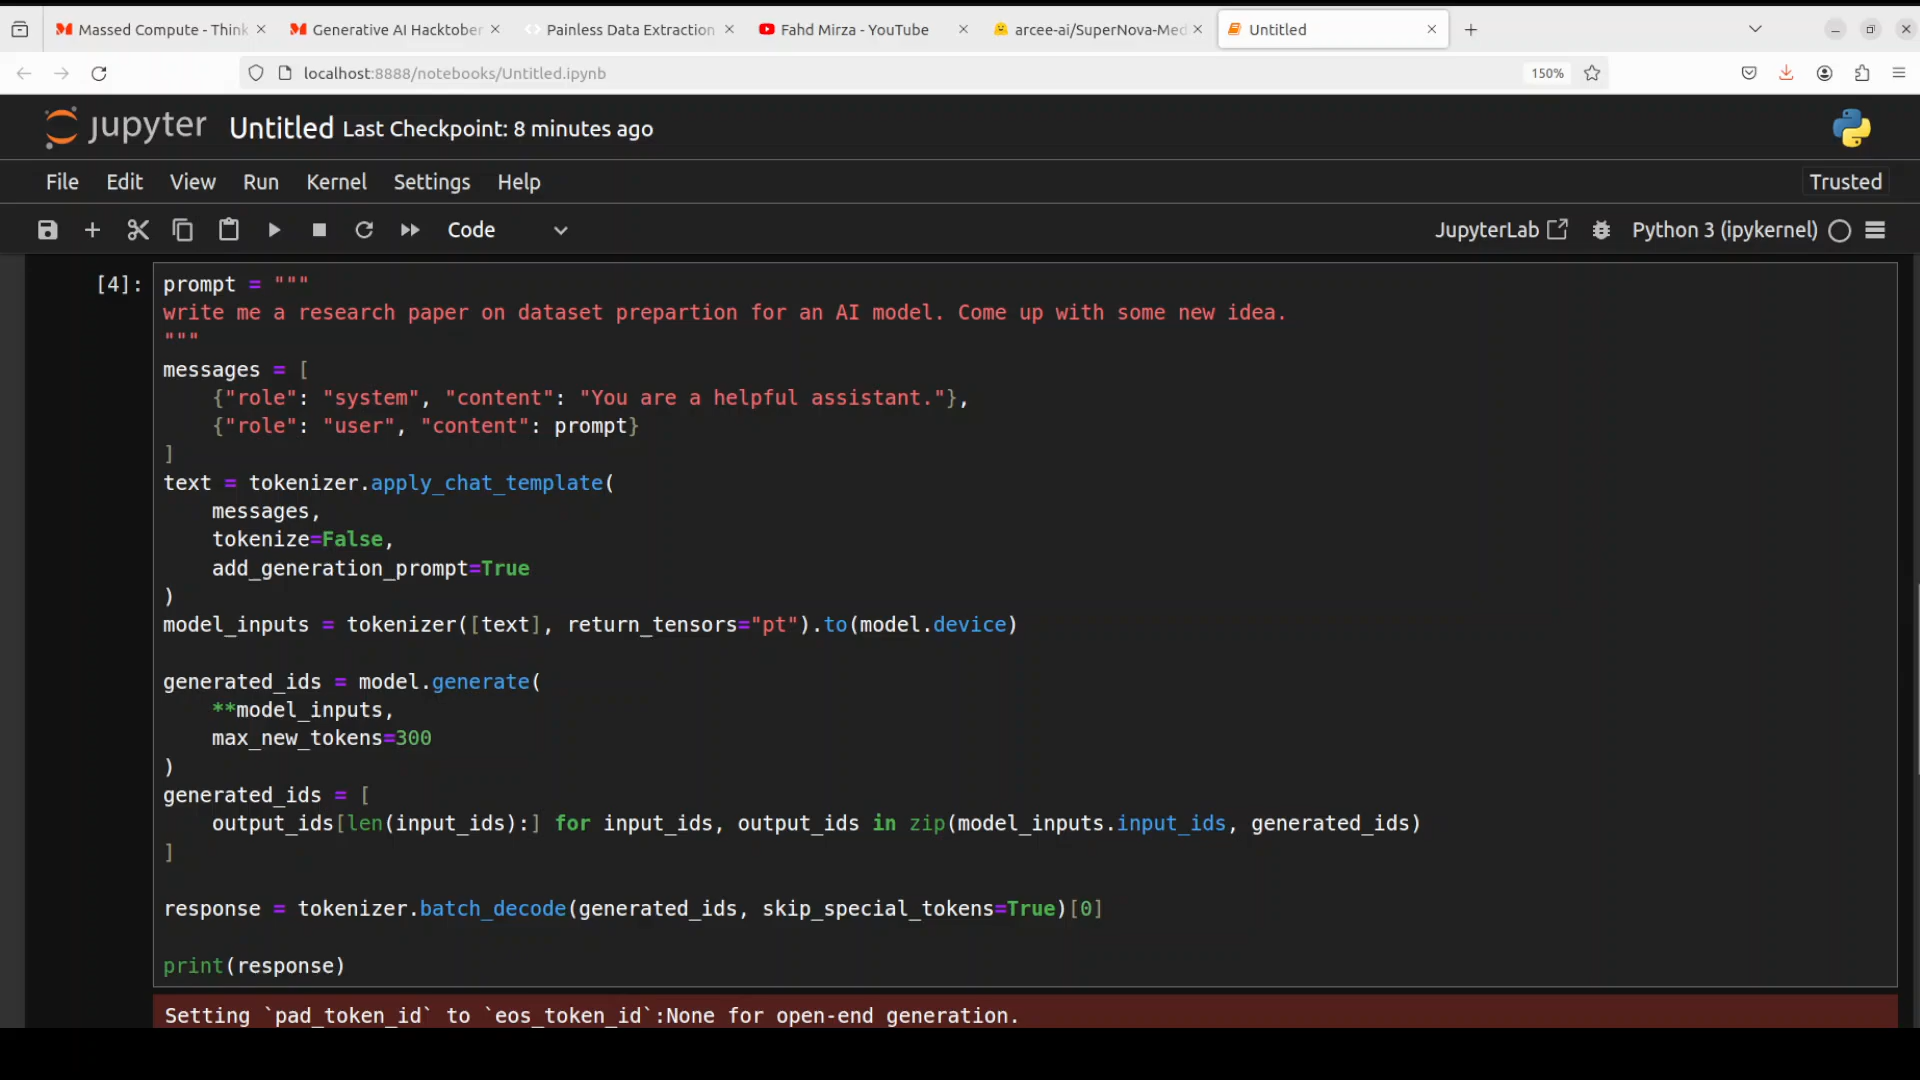 Massed Compute - Think
Generative AI Hacktober
Painless Data Extraction
Fahd Mirza - YouTube
arcee-ai/SuperNova-Med
Untitled
localhost:8888/notebooks/Untitled.ipynb
150%
jupyter Untitled Last Checkpoint: 8 minutes ago
File Edit View Run Kernel Settings Help
Trusted
Code
JupyterLab
Python 3 (ipykernel)
[4]:
prompt = """
write me a research paper on dataset prepartion for an AI model. Come up with some new idea.
"""
messages = [
    {"role": "system", "content": "You are a helpful assistant."},
    {"role": "user", "content": prompt}
]
text = tokenizer.apply_chat_template(
    messages,
    tokenize=False,
    add_generation_prompt=True
)
model_inputs = tokenizer([text], return_tensors="pt").to(model.device)
generated_ids = model.generate(
    **model_inputs,
    max_new_tokens=300
)
generated_ids = [
    output_ids[len(input_ids):] for input_ids, output_ids in zip(model_inputs.input_ids, generated_ids)
]
response = tokenizer.batch_decode(generated_ids, skip_special_tokens=True)[0]
print(response)
Setting `pad_token_id` to `eos_token_id`:None for open-end generation.